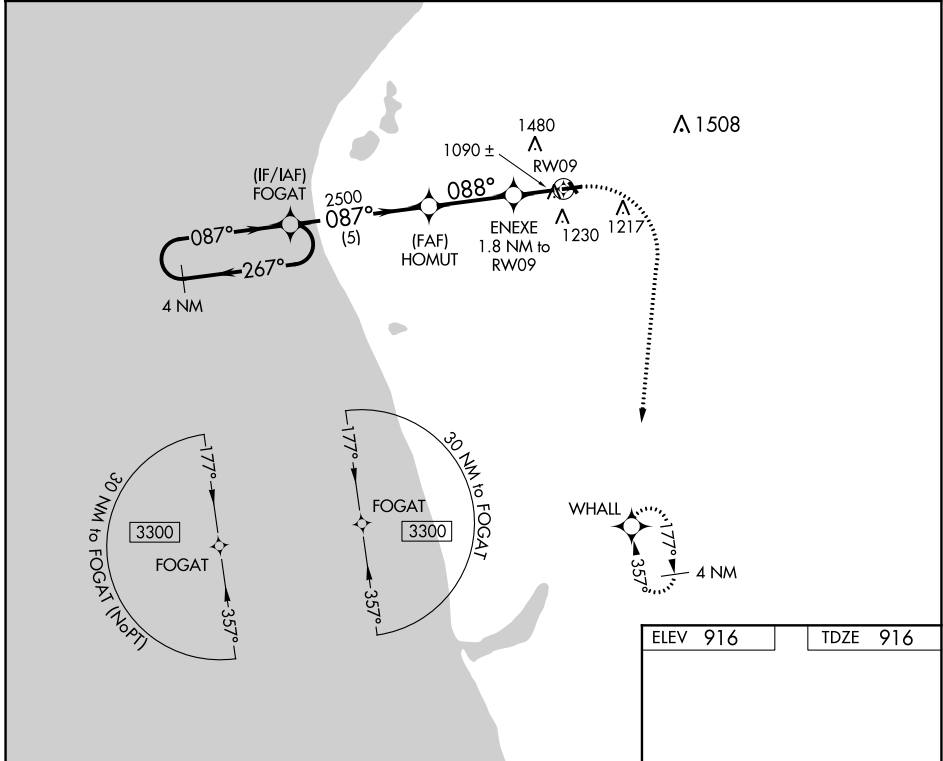 1480
1508
1090 ±
RW09
(IF/IAF)
FOGAT
2500
087°
(5)
088°
087°
267°
4 NM
(FAF)
HOMUT
ENEXE
1.8 NM to
RW09
1230
1217
177°
30 NM to FOGAT (NoPT)
3300
FOGAT
357°
177°
30 NM to FOGAT
FOGAT
3300
357°
WHALL
177°
357°
4 NM
ELEV 916
TDZE 916